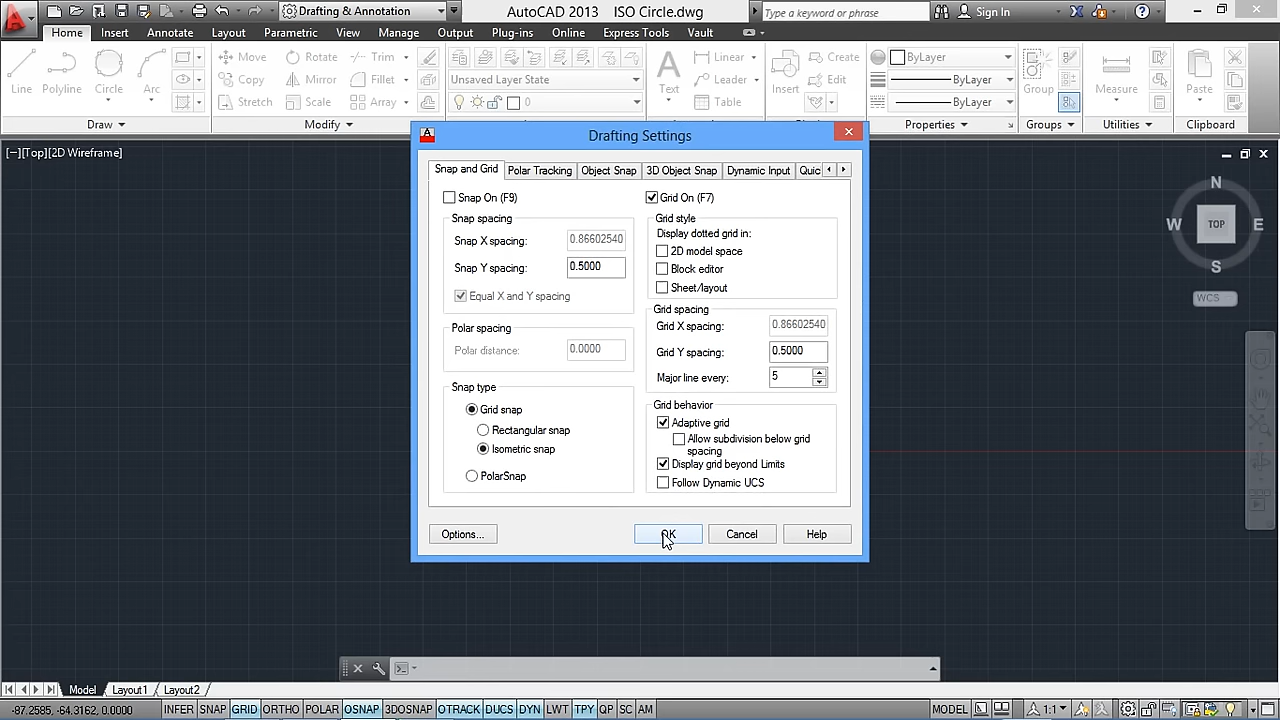 Drafting & Annotation
AutoCAD 2013 ISO Circle.dwg
Type a keyword or phrase
Sign In
Home Insert Annotate Layout Parametric View Manage Output Plug-ins Online Express Tools Vault
Line
Polyline
Circle
Arc
Move
Copy
Stretch
Rotate
Mirror
Scale
Trim
Fillet
Array
Unsaved Layer State
0
Text
Linear
Leader
Table
Insert
Create
Edit
ByLayer
ByLayer
ByLayer
Group
Measure
Paste
Draw
Modify
Properties
Groups
Utilities
Clipboard
[−][Top][2D Wireframe]
N
W
TOP
E
S
WCS
Drafting Settings
Snap and Grid Polar Tracking Object Snap 3D Object Snap Dynamic Input Quic
Snap On (F9)
Snap spacing
Snap X spacing: 0.86602540
Snap Y spacing: 0.5000
Equal X and Y spacing
Polar spacing
Polar distance: 0.0000
Snap type
Grid snap
Rectangular snap
Isometric snap
PolarSnap
Grid On (F7)
Grid style
Display dotted grid in:
2D model space
Block editor
Sheet/layout
Grid spacing
Grid X spacing: 0.86602540
Grid Y spacing: 0.5000
Major line every: 5
Grid behavior
Adaptive grid
Allow subdivision below grid
spacing
Display grid beyond Limits
Follow Dynamic UCS
Options... OK Cancel Help
Model Layout1 Layout2
-97.2585, -64.3162, 0.0000 INFER SNAP GRID ORTHO POLAR OSNAP 3DOSNAP OTRACK DUCS DYN LWT TPY QP SC AM MODEL 1:1